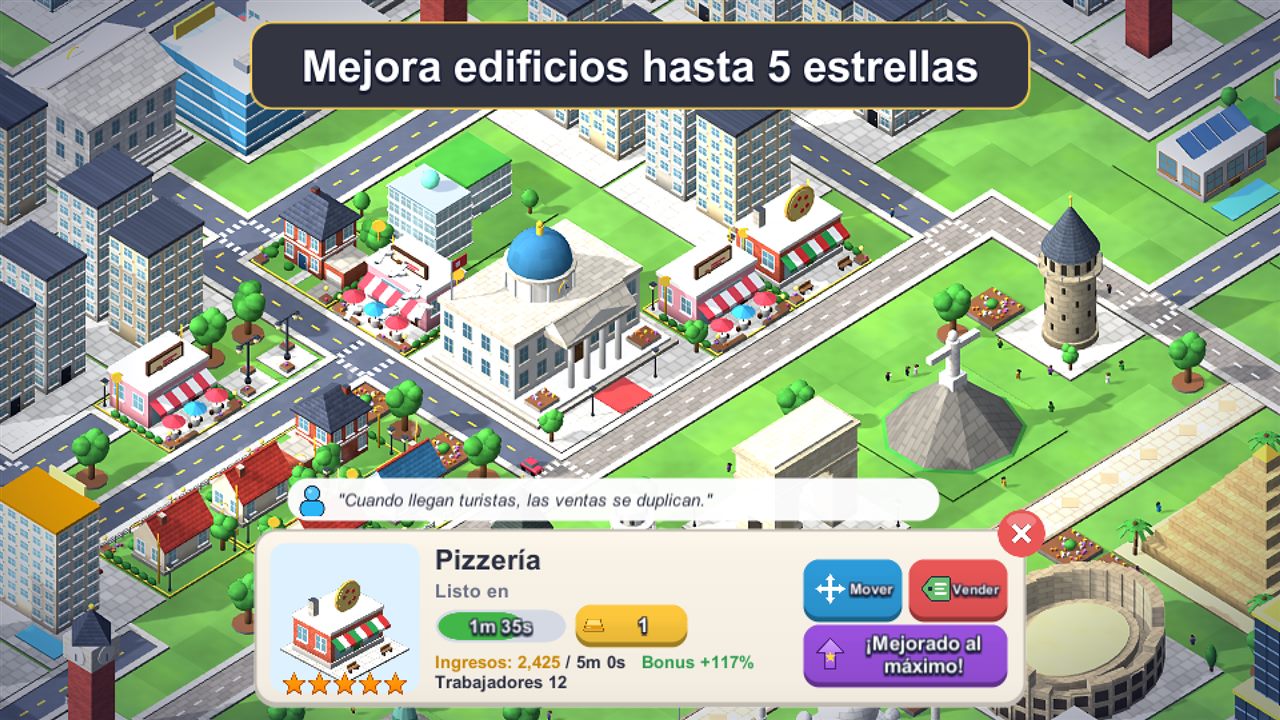 Mejora edificios hasta 5 estrellas
"Cuando llegan turistas, las ventas se duplican."
Pizzería
Listo en
1m 35s
1
Ingresos: 2,425 / 5m 0s Bonus +117%
Trabajadores 12
Mover
Vender
¡Mejorado al
máximo!